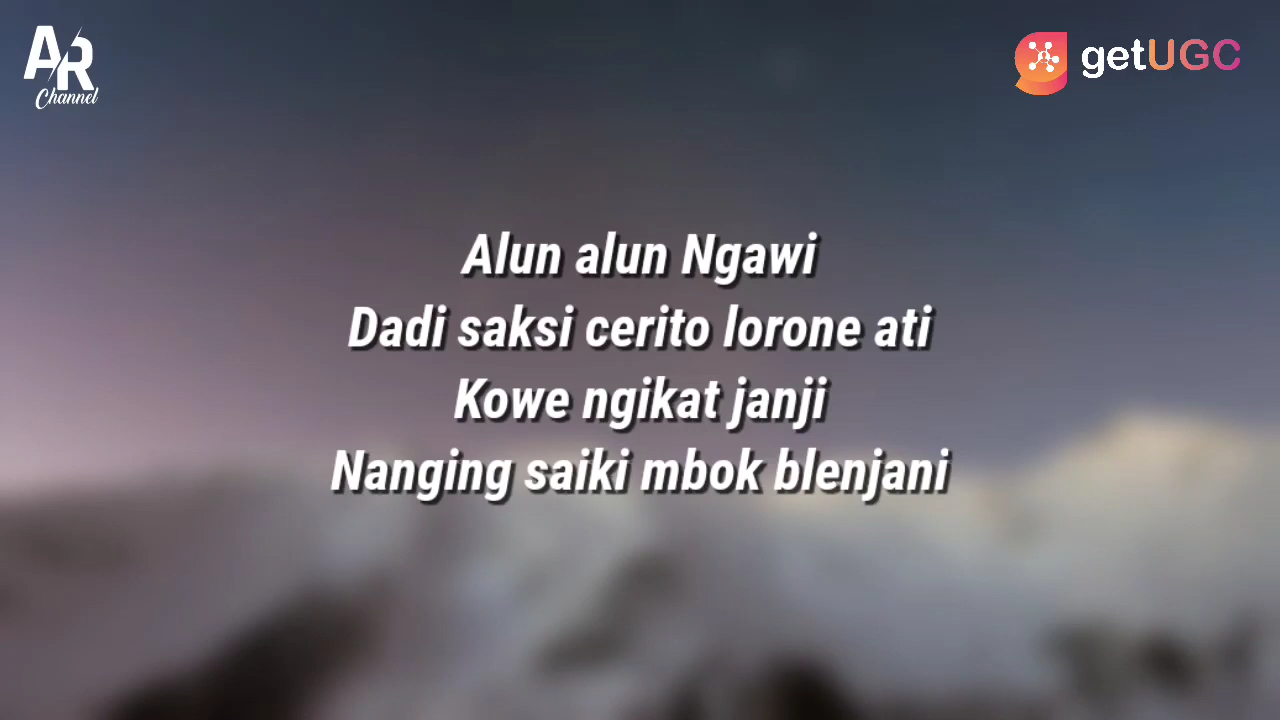 AR
Channel
getUGC
Alun alun Ngawi
Dadi saksi cerito lorone ati
Kowe ngikat janji
Nanging saiki mbok blenjani